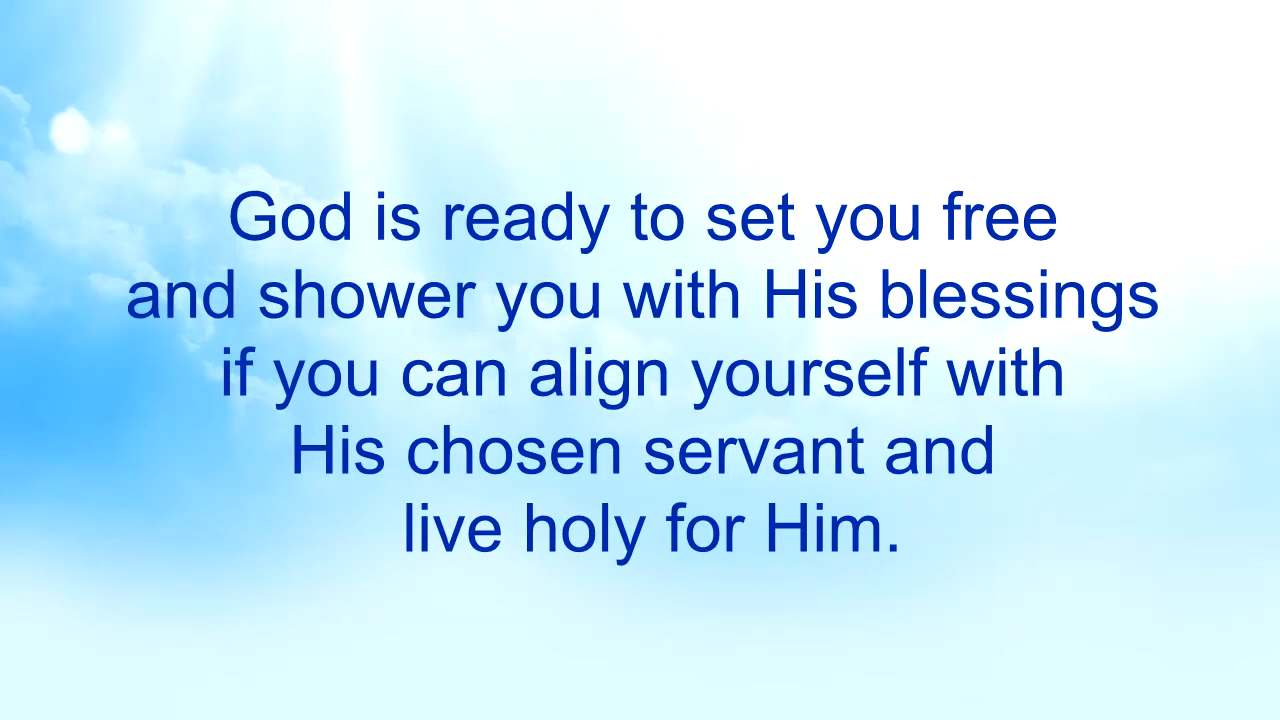 God is ready to set you free
and shower you with His blessings
if you can align yourself with
His chosen servant and
live holy for Him.